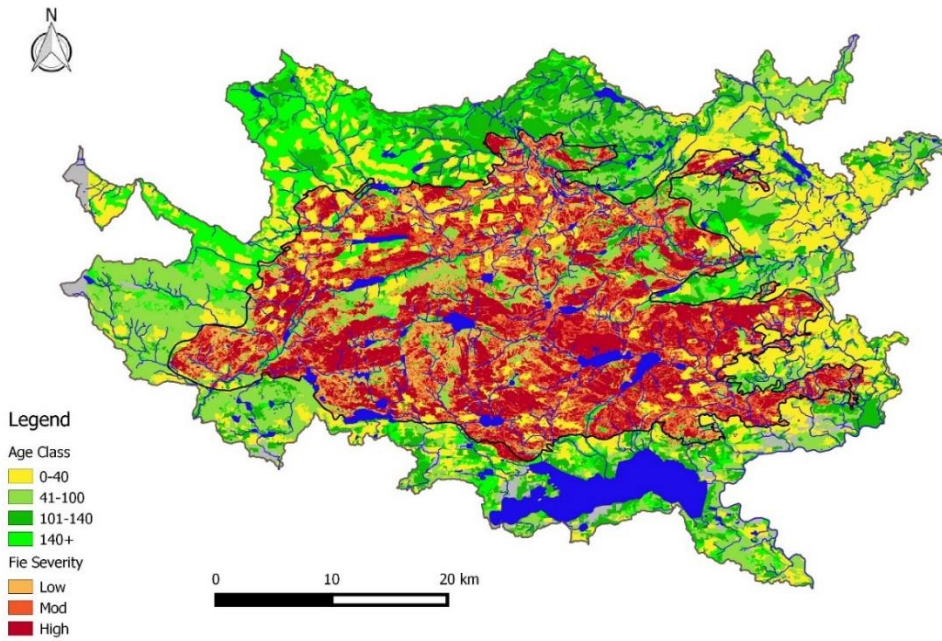 N
Legend
Age Class
0-40
41-100
101-140
140+
Fie Severity
Low
Mod
High
0 10 20 km